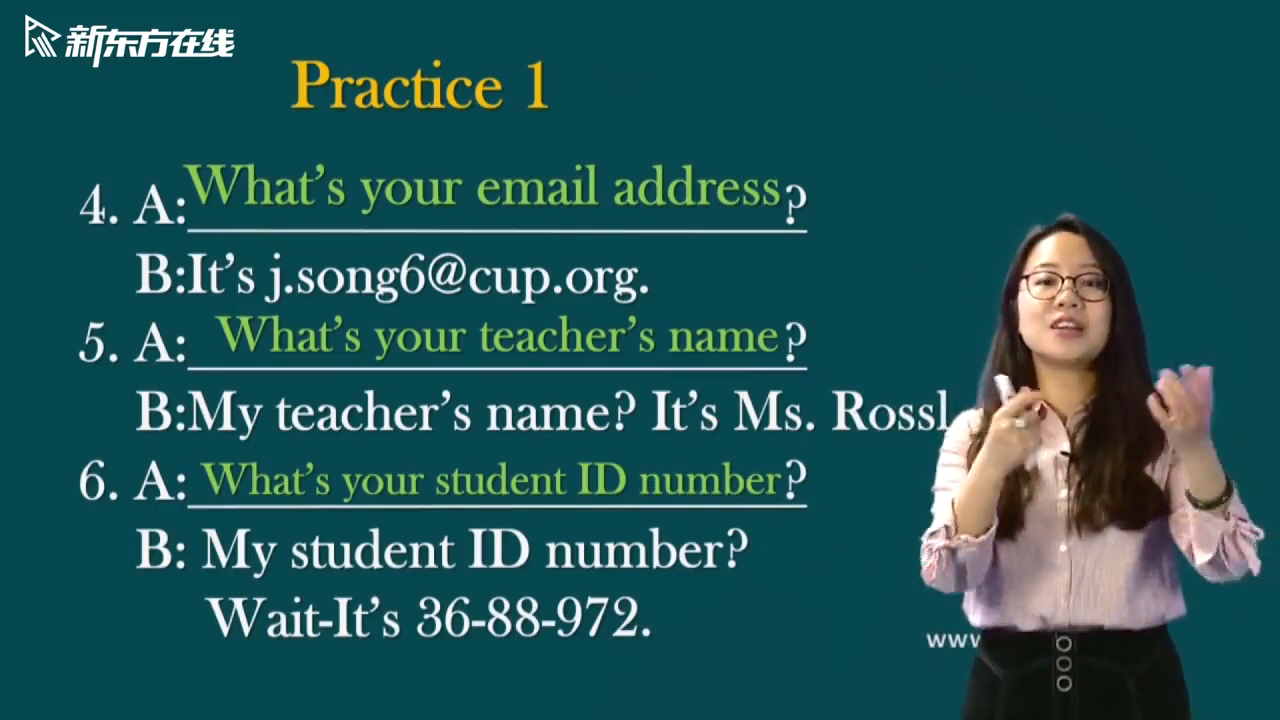 新东方在线
Practice 1
4. A:What's your email address?
B:It's j.song6@cup.org.
5. A: What's your teacher's name?
B:My teacher's name? It's Ms.
6. A: What's your student ID number?
B: My student ID number?
Wait-It's 36-88-972.
www